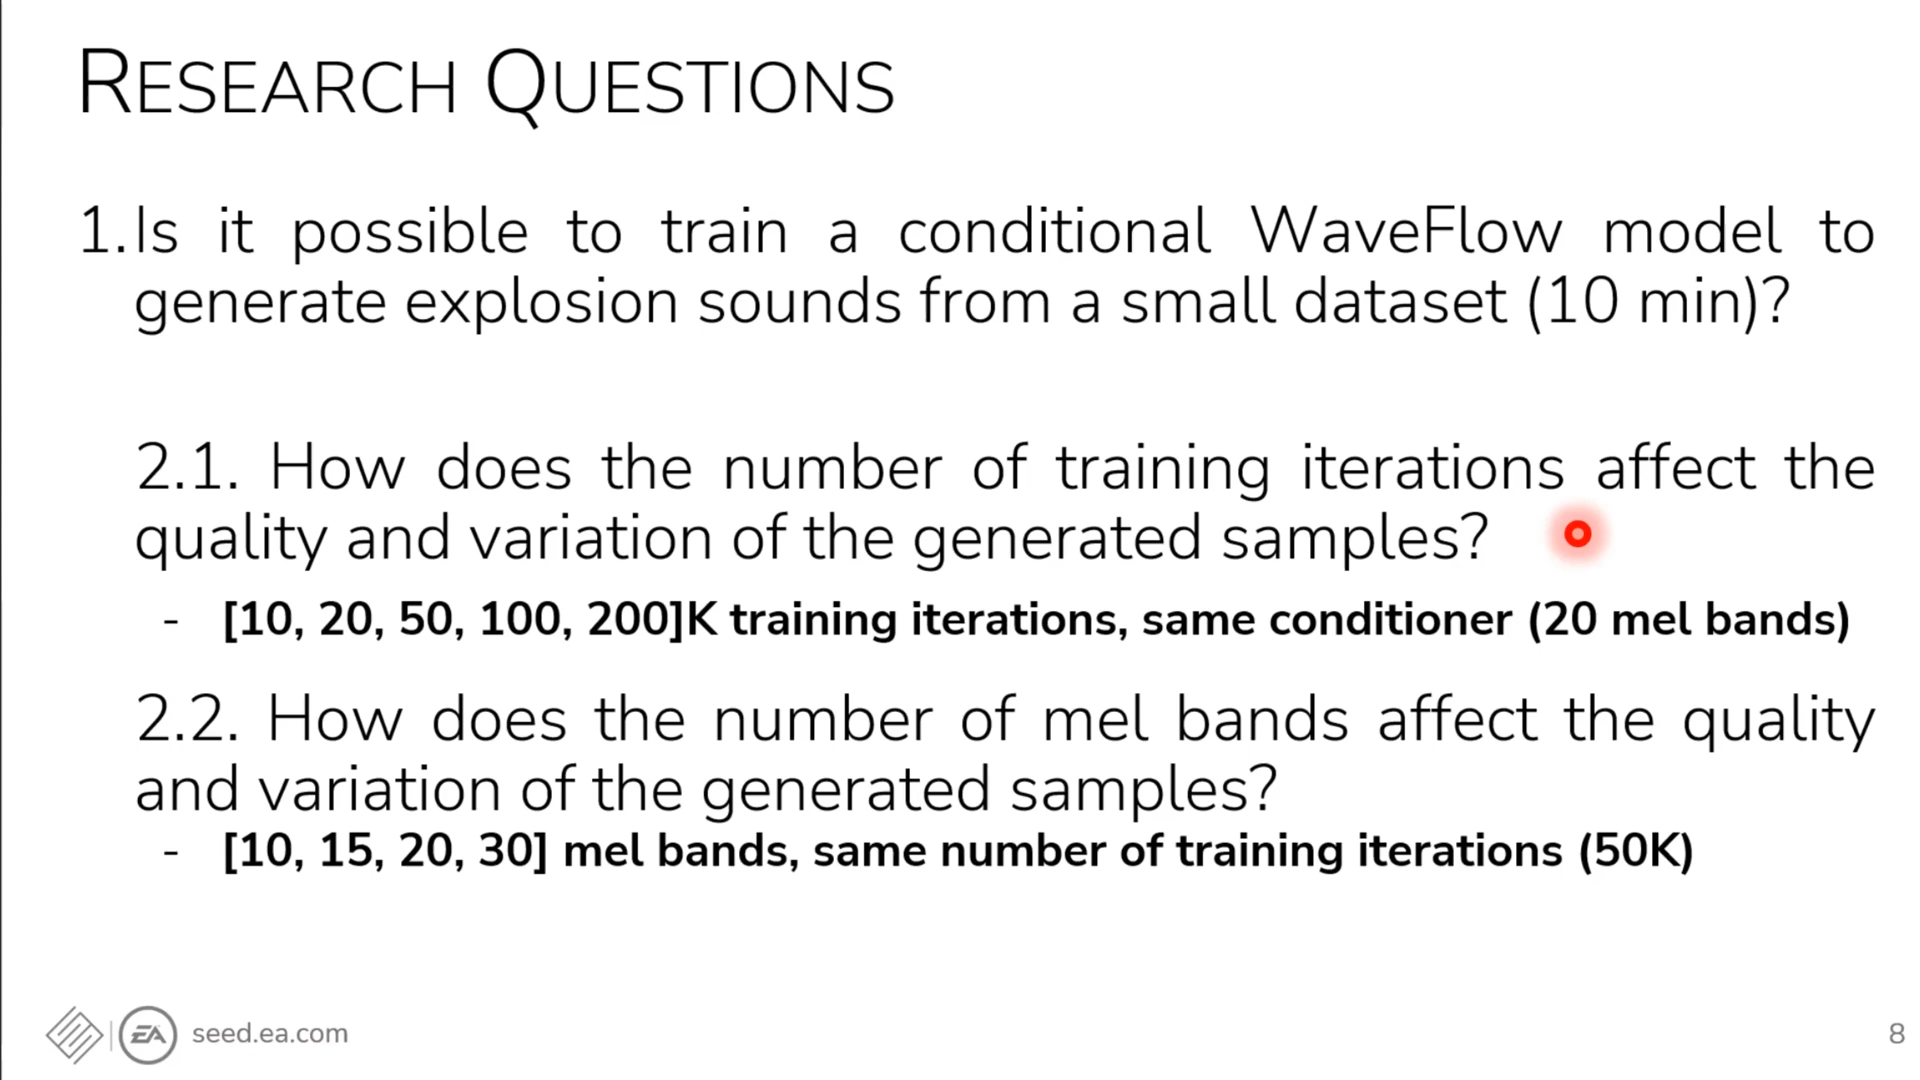 RESEARCH QUESTIONS
1. Is it possible to train a conditional WaveFlow model to
generate explosion sounds from a small dataset (10 min)?
2.1. How does the number of training iterations affect the
quality and variation of the generated samples?
- [10, 20, 50, 100, 200]K training iterations, same conditioner (20 mel bands)
2.2. How does the number of mel bands affect the quality
and variation of the generated samples?
- [10, 15, 20, 30] mel bands, same number of training iterations (50K)
EA seed.ea.com
8